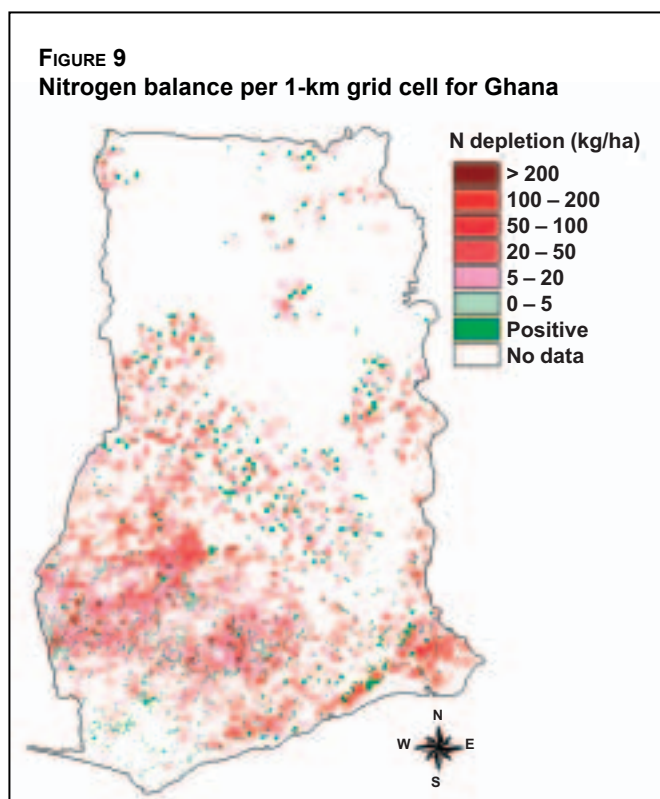 FIGURE 9
Nitrogen balance per 1-km grid cell for Ghana
N depletion (kg/ha)
> 200
100 – 200
50 – 100
20 – 50
5 – 20
0 – 5
Positive
No data
N
W E
S